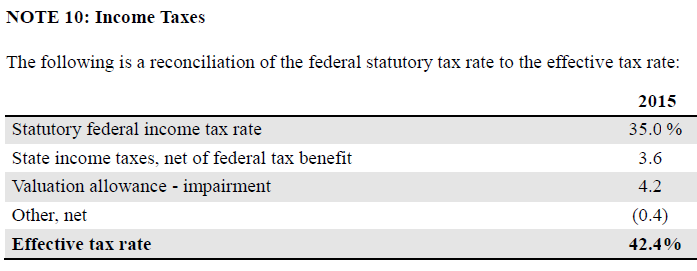 NOTE 10: Income Taxes
The following is a reconciliation of the federal statutory tax rate to the effective tax rate:
2015
Statutory federal income tax rate 35.0 %
State income taxes, net of federal tax benefit 3.6
Valuation allowance - impairment 4.2
Other, net (0.4)
Effective tax rate 42.4%